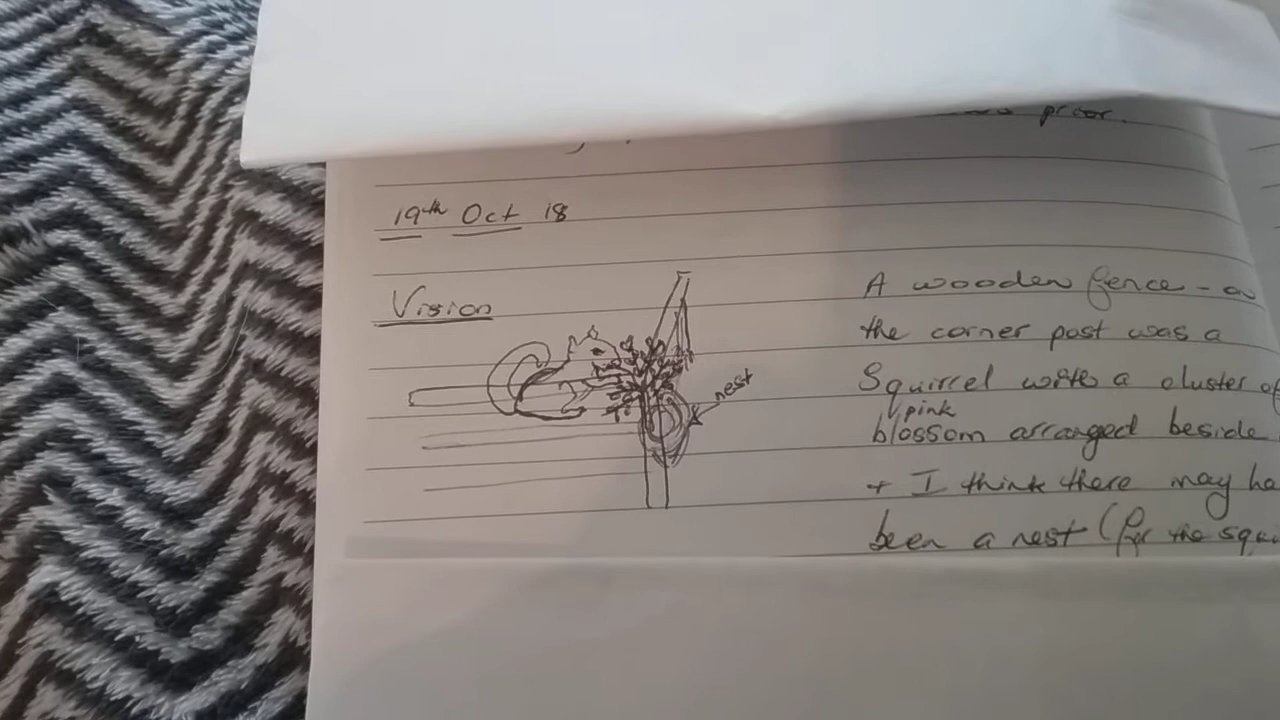 prior.
19th Oct 18
Vision
nest
A wooden fence - on
the corner post was a
Squirrel with a cluster of
pink
blossom arranged beside
+ I think there may ha
been a nest (for the squi